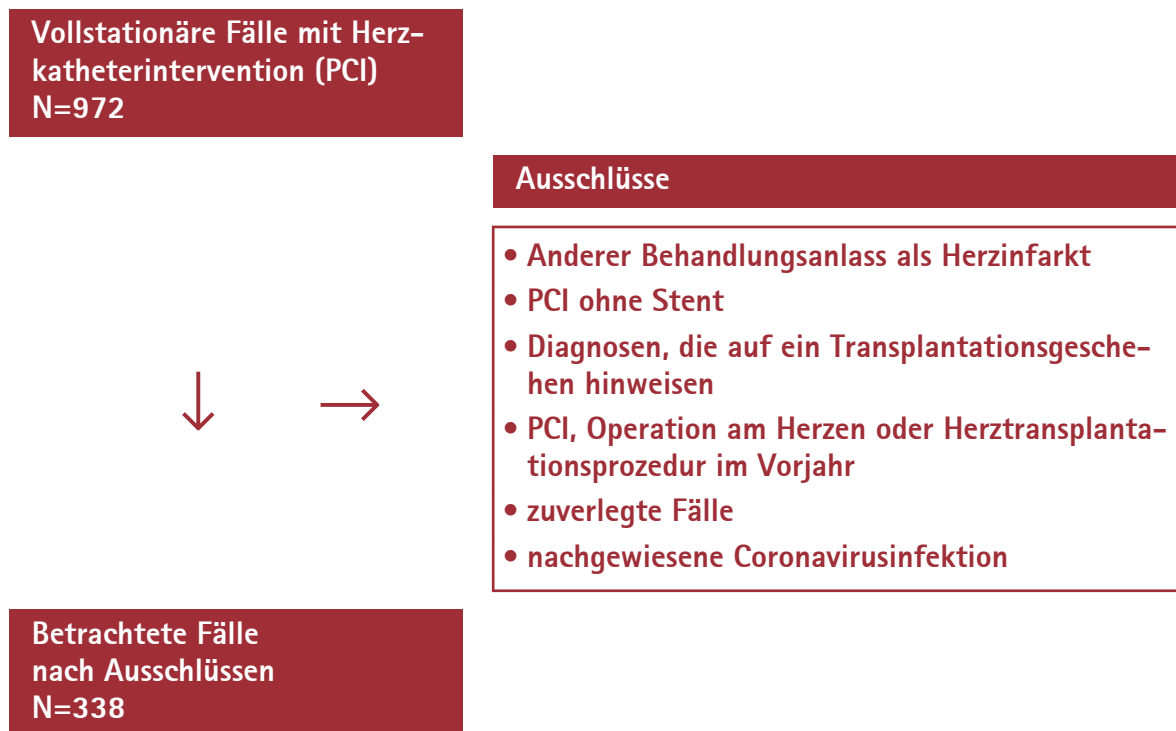 Vollstationäre Fälle mit Herz-
katheterintervention (PCI)
N=972
Ausschlüsse
• Anderer Behandlungsanlass als Herzinfarkt
• PCI ohne Stent
• Diagnosen, die auf ein Transplantationsgesche-
hen hinweisen
• PCI, Operation am Herzen oder Herztransplanta-
tionsprozedur im Vorjahr
• zuverlegte Fälle
• nachgewiesene Coronavirusinfektion
Betrachtete Fälle
nach Ausschlüssen
N=338